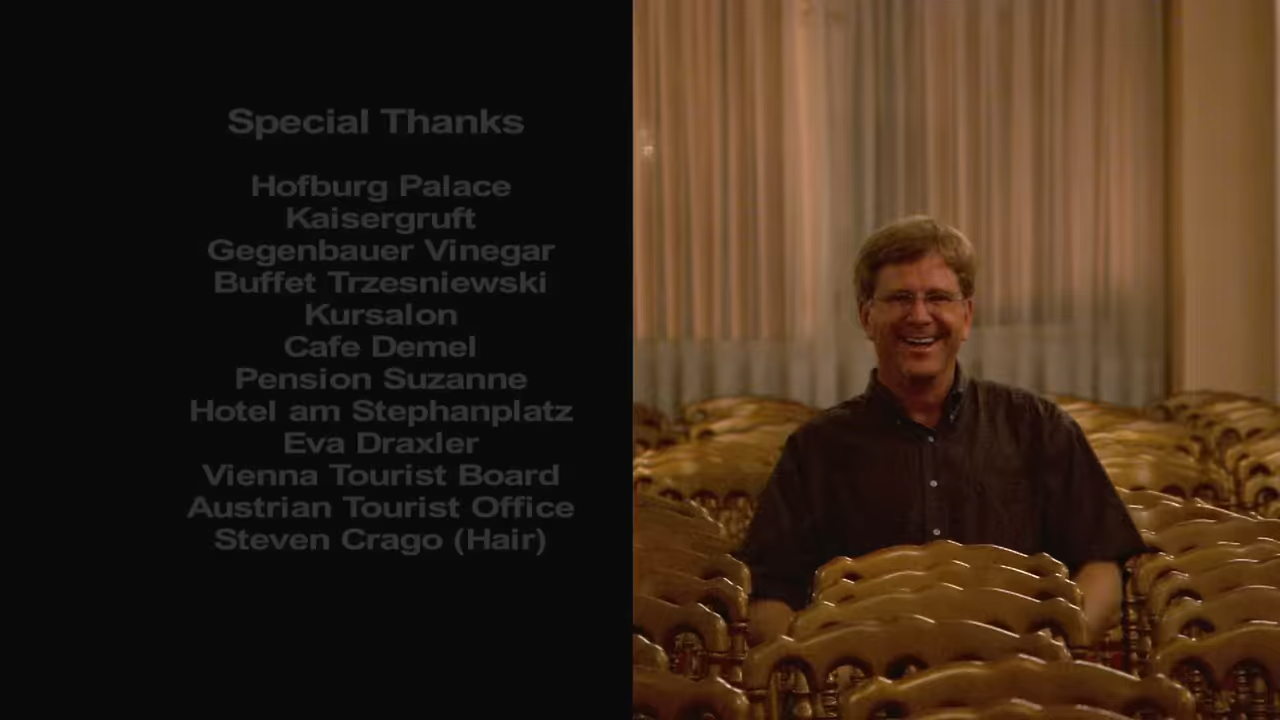 Special Thanks
Hofburg Palace
Kaisergruft
Gegenbauer Vinegar
Buffet Trzesniewski
Kursalon
Cafe Demel
Pension Suzanne
Hotel am Stephanplatz
Eva Draxler
Vienna Tourist Board
Austrian Tourist Office
Steven Crago (Hair)